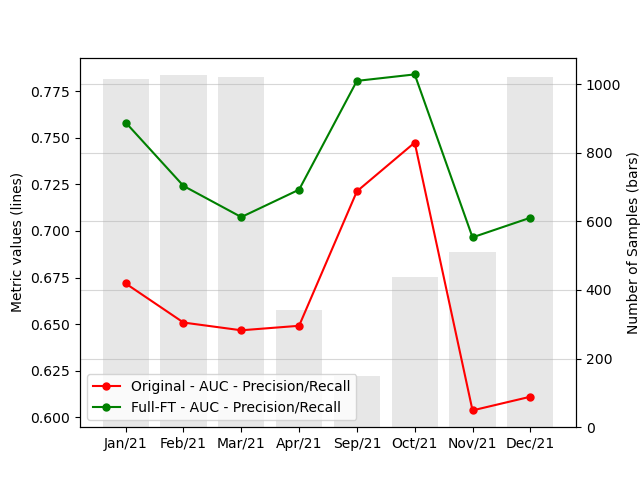 Metric values (lines)
0.775
0.750
0.725
0.700
0.675
0.650
0.625
0.600
1000
800
600
400
200
0
Number of Samples (bars)
Original - AUC - Precision/Recall
Full-FT - AUC - Precision/Recall
Jan/21 Feb/21 Mar/21 Apr/21 Sep/21 Oct/21 Nov/21 Dec/21